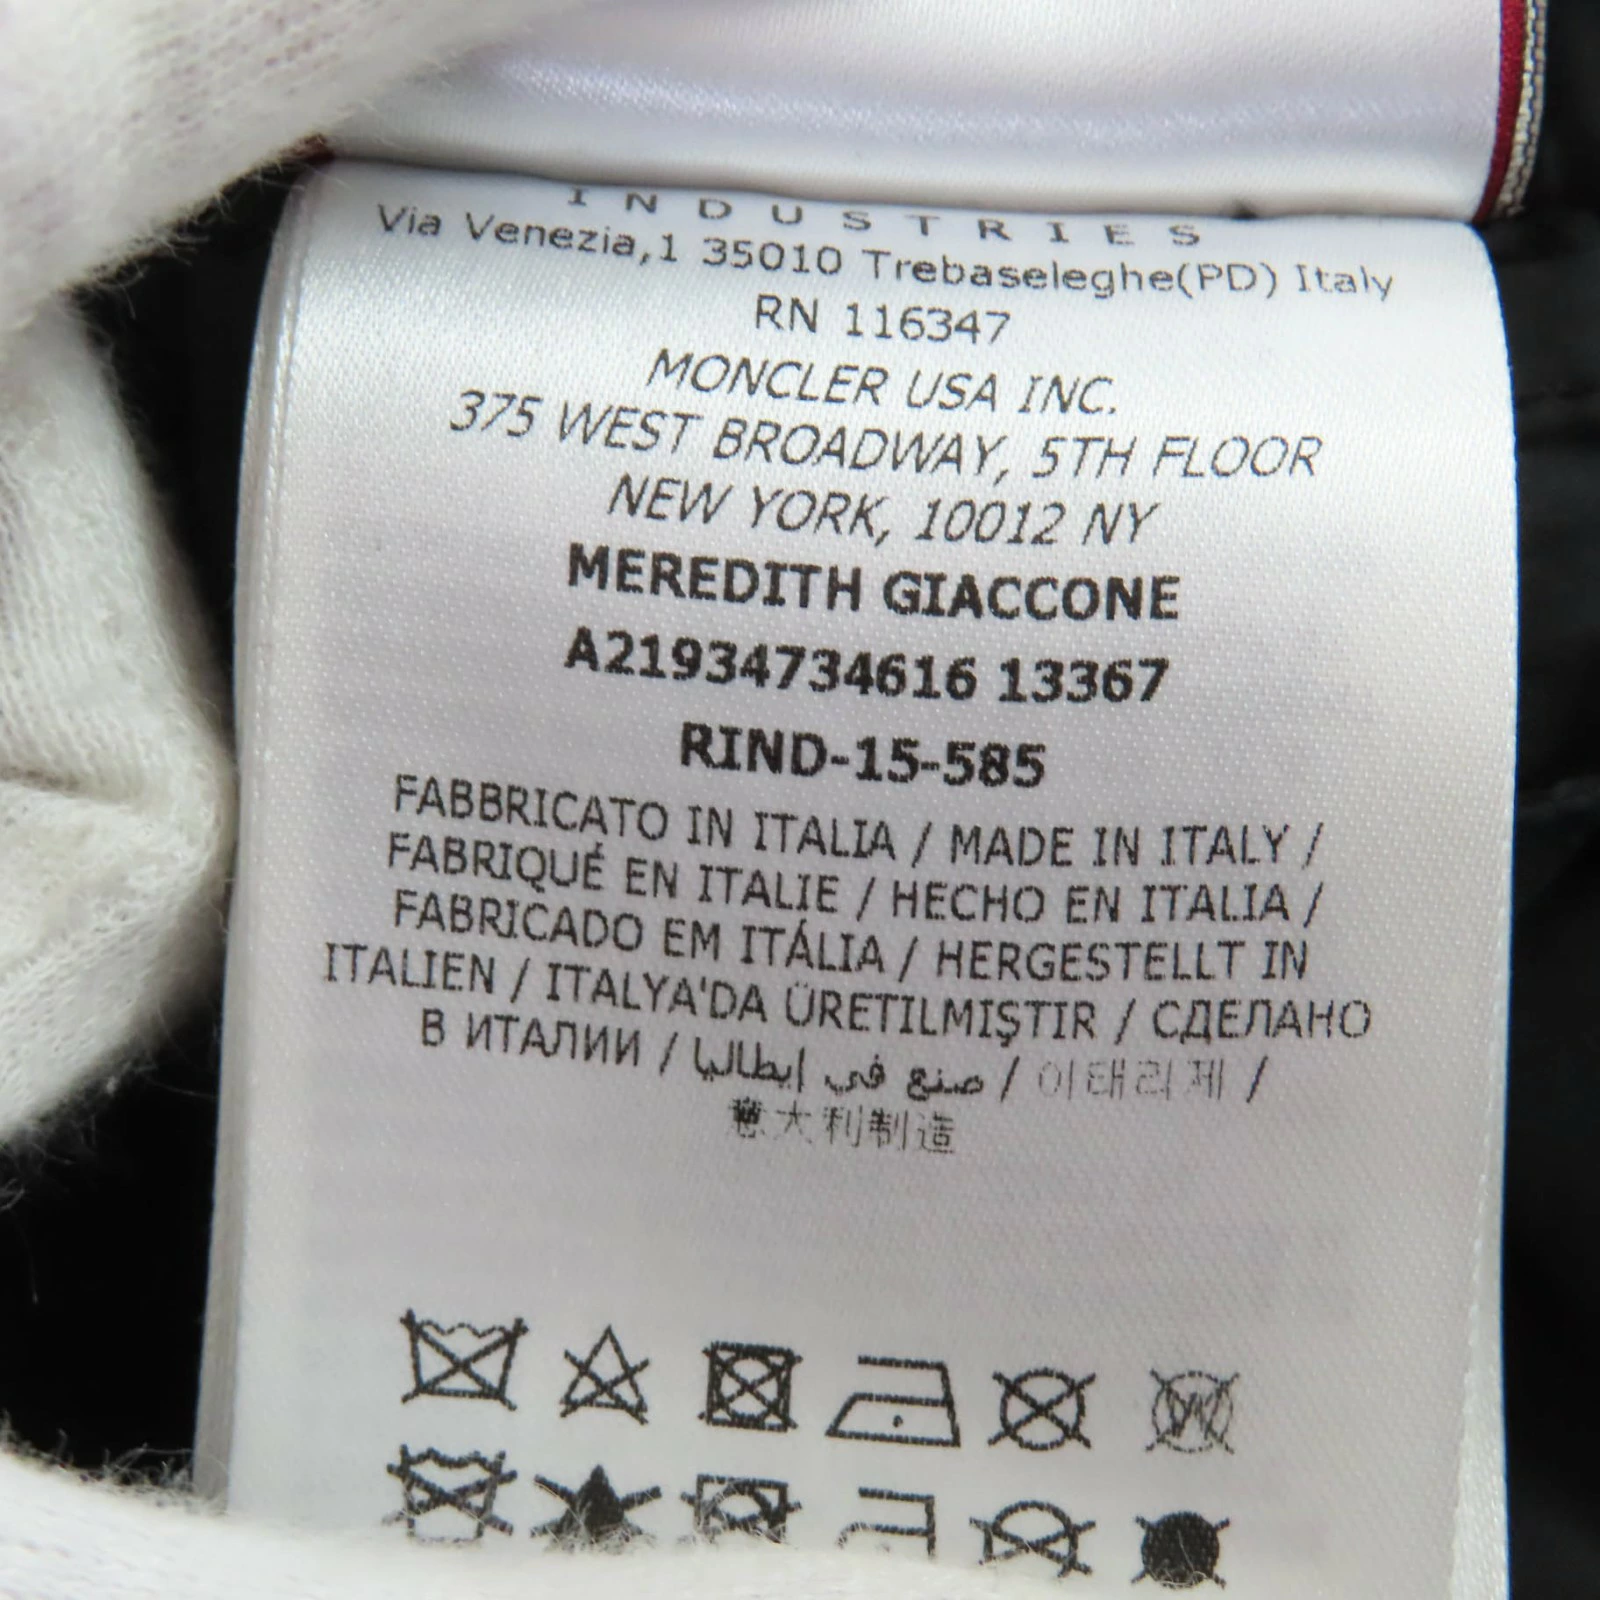 INDUSTRIES
Via Venezia,1 35010 Trebaseleghe(PD) Italy
RN 116347
MONCLER USA INC.
375 WEST BROADWAY, 5TH FLOOR
NEW YORK, 10012 NY
MEREDITH GIACCONE
A21934734616 13367
RIND-15-585
FABBRICATO IN ITALIA / MADE IN ITALY /
FABRIQUÉ EN ITALIE / HECHO EN ITALIA /
FABRICADO EM ITÁLIA / HERGESTELLT IN
ITALIEN / ITALYA'DA ÜRETILMIŞTIR / СДЕЛАНО
В ИТАЛИИ / صنع في إيطاليا / 이태리제 /
意大利制造
W